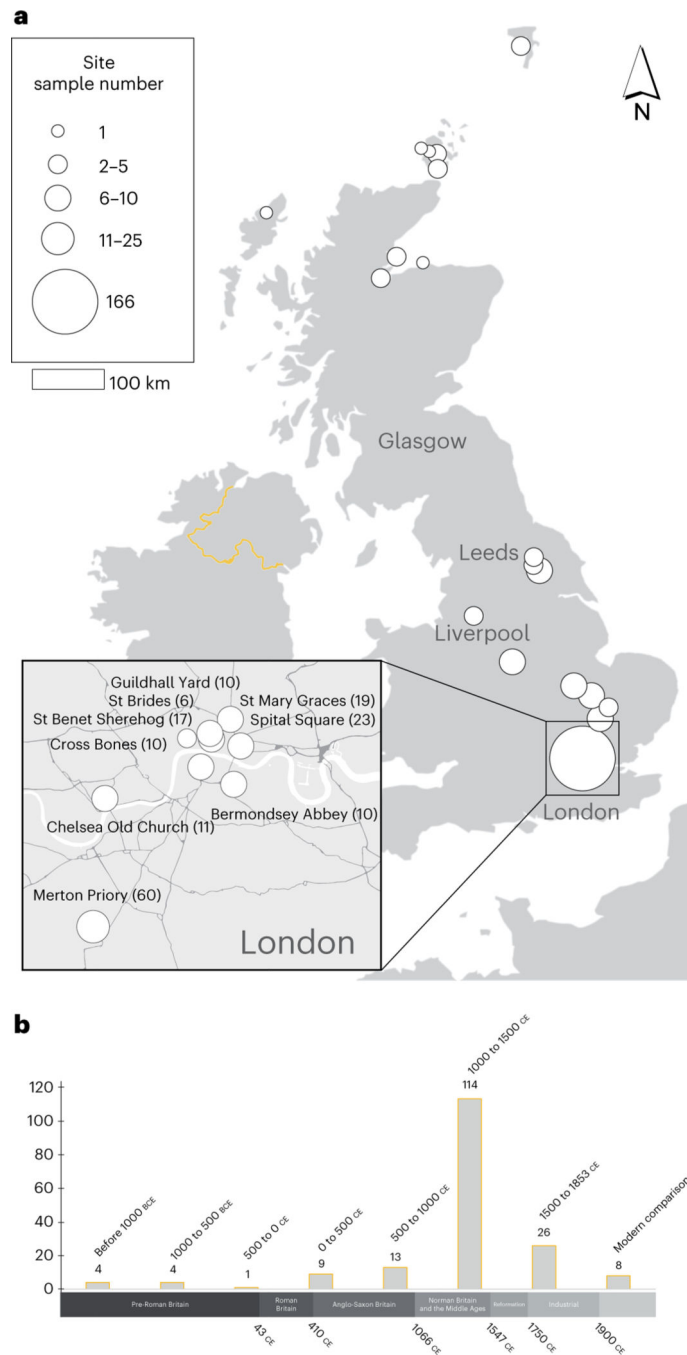 a
Site
sample number
1
2–5
6–10
11–25
166
100 km
N
Glasgow
Leeds
Liverpool
London
Guildhall Yard (10)
St Brides (6)
St Mary Graces (19)
St Benet Sherehog (17)
Spital Square (23)
Cross Bones (10)
Bermondsey Abbey (10)
Chelsea Old Church (11)
Merton Priory (60)
London
b
120
100
80
60
40
20
0
Before 1000 BCE
4
1000 to 500 BCE
4
500 to 0 CE
1
0 to 500 CE
9
500 to 1000 CE
13
1000 to 1500 CE
114
1500 to 1853 CE
26
Modern comparison
8
Pre-Roman Britain
Roman
Britain
Anglo-Saxon Britain
Norman Britain
and the Middle Ages
Reformation
Industrial
43 CE
410 CE
1066 CE
1547 CE
1750 CE
1900 CE